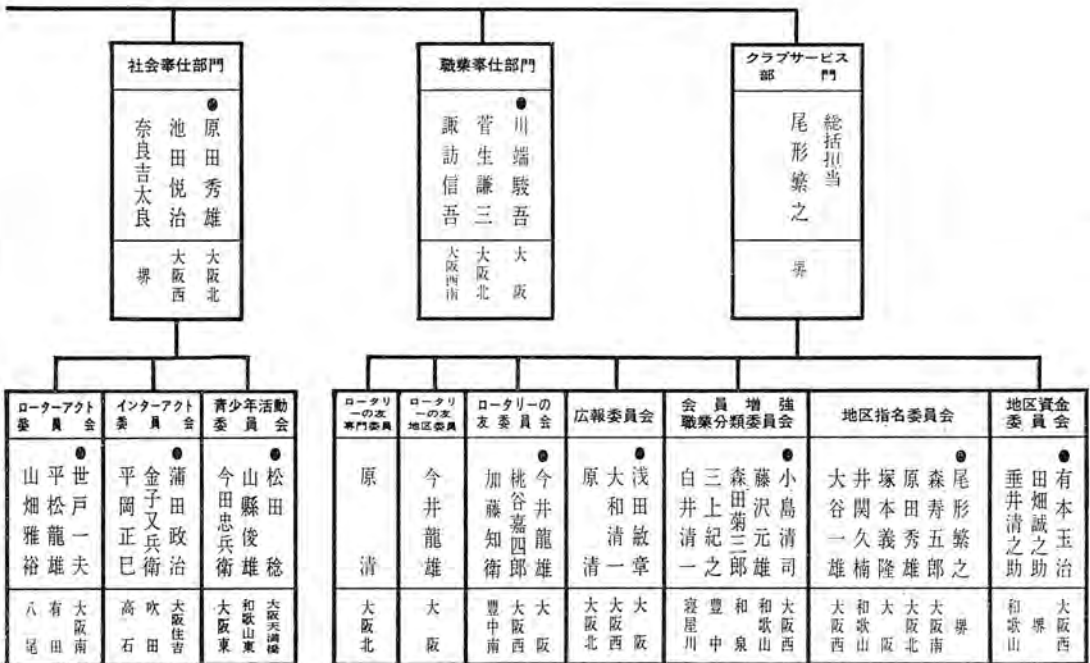 クラブサービス
部門
総括担当
尾形繁之
堺
職業奉仕部門
川端駿吾
菅生謙三
諏訪信吾
大阪
大阪北
大阪西南
社会奉仕部門
原田秀雄
池田悦治
奈良吉太良
大阪北
大阪西
堺
地区資金
委員会
有本玉治
田畑誠之助
垂井清之助
大阪西
堺
和歌山
地区指名委員会
尾形繁之
森寿五郎
原田秀雄
塚本義隆
井関久楠
大谷一雄
堺
大阪南
大阪北
大阪
和歌山
大阪西
会員増強
職業分類委員会
小島清司
藤沢元雄
森田菊三郎
三上紀之
白井清一
大阪西
和歌山西
和泉
豊中
寝屋川
広報委員会
浅田敏章
大和清一
原清
大阪
大阪西
大阪北
ロータリーの
友委員会
今井龍雄
桃谷嘉四郎
加藤知衛
大阪
大阪西
豊中南
ロータリ
ーの友
地区委員
今井龍雄
大阪
ロータリ
ーの友
専門委員
原清
大阪北
青少年活動
委員会
松田稔
山縣俊雄
今田忠兵衛
大阪天満橋
和歌山東
大阪東
インターアクト
委員会
蒲田政治
金子又兵衛
平岡正巳
大阪住吉
吹田
高石
ローターアクト
委員会
世戸一夫
平松龍雄
山畑雅裕
大阪南
有田
八尾